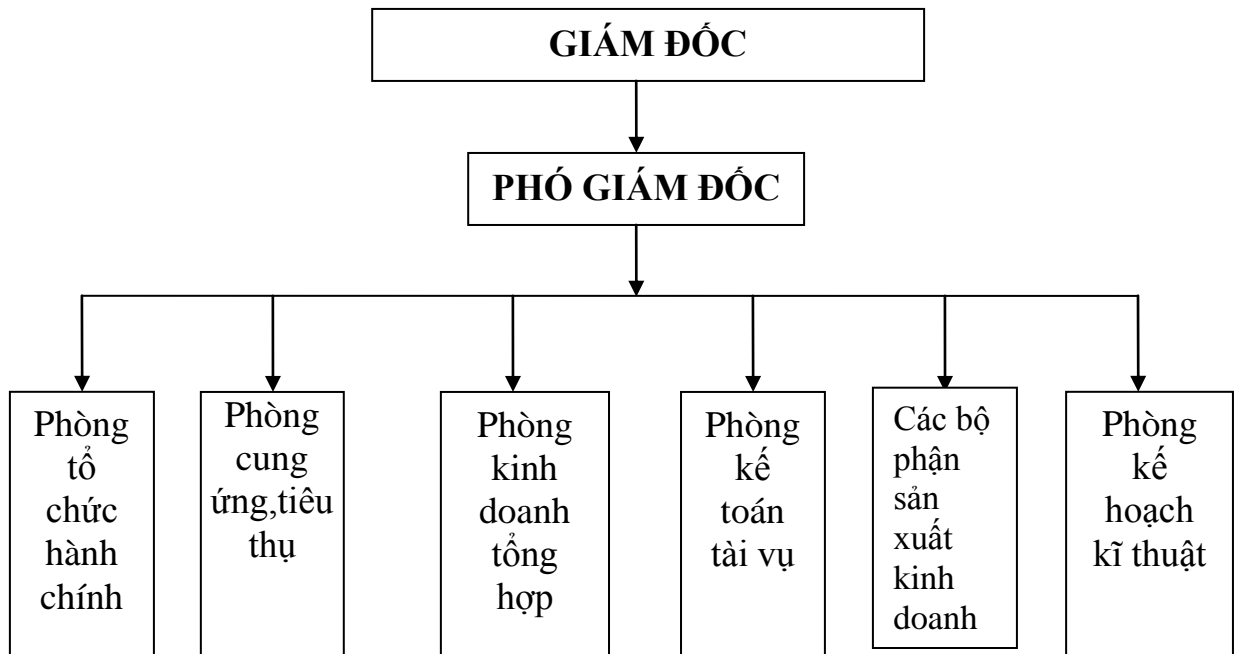 GIÁM ĐỐC
PHÓ GIÁM ĐỐC
Phòng
tổ
chức
hành
chính
Phòng
cung
ứng,tiêu
thụ
Phòng
kinh
doanh
tổng
hợp
Phòng
kế
toán
tài vụ
Các bộ
phận
sản
xuất
kinh
doanh
Phòng
kế
hoạch
kĩ thuật